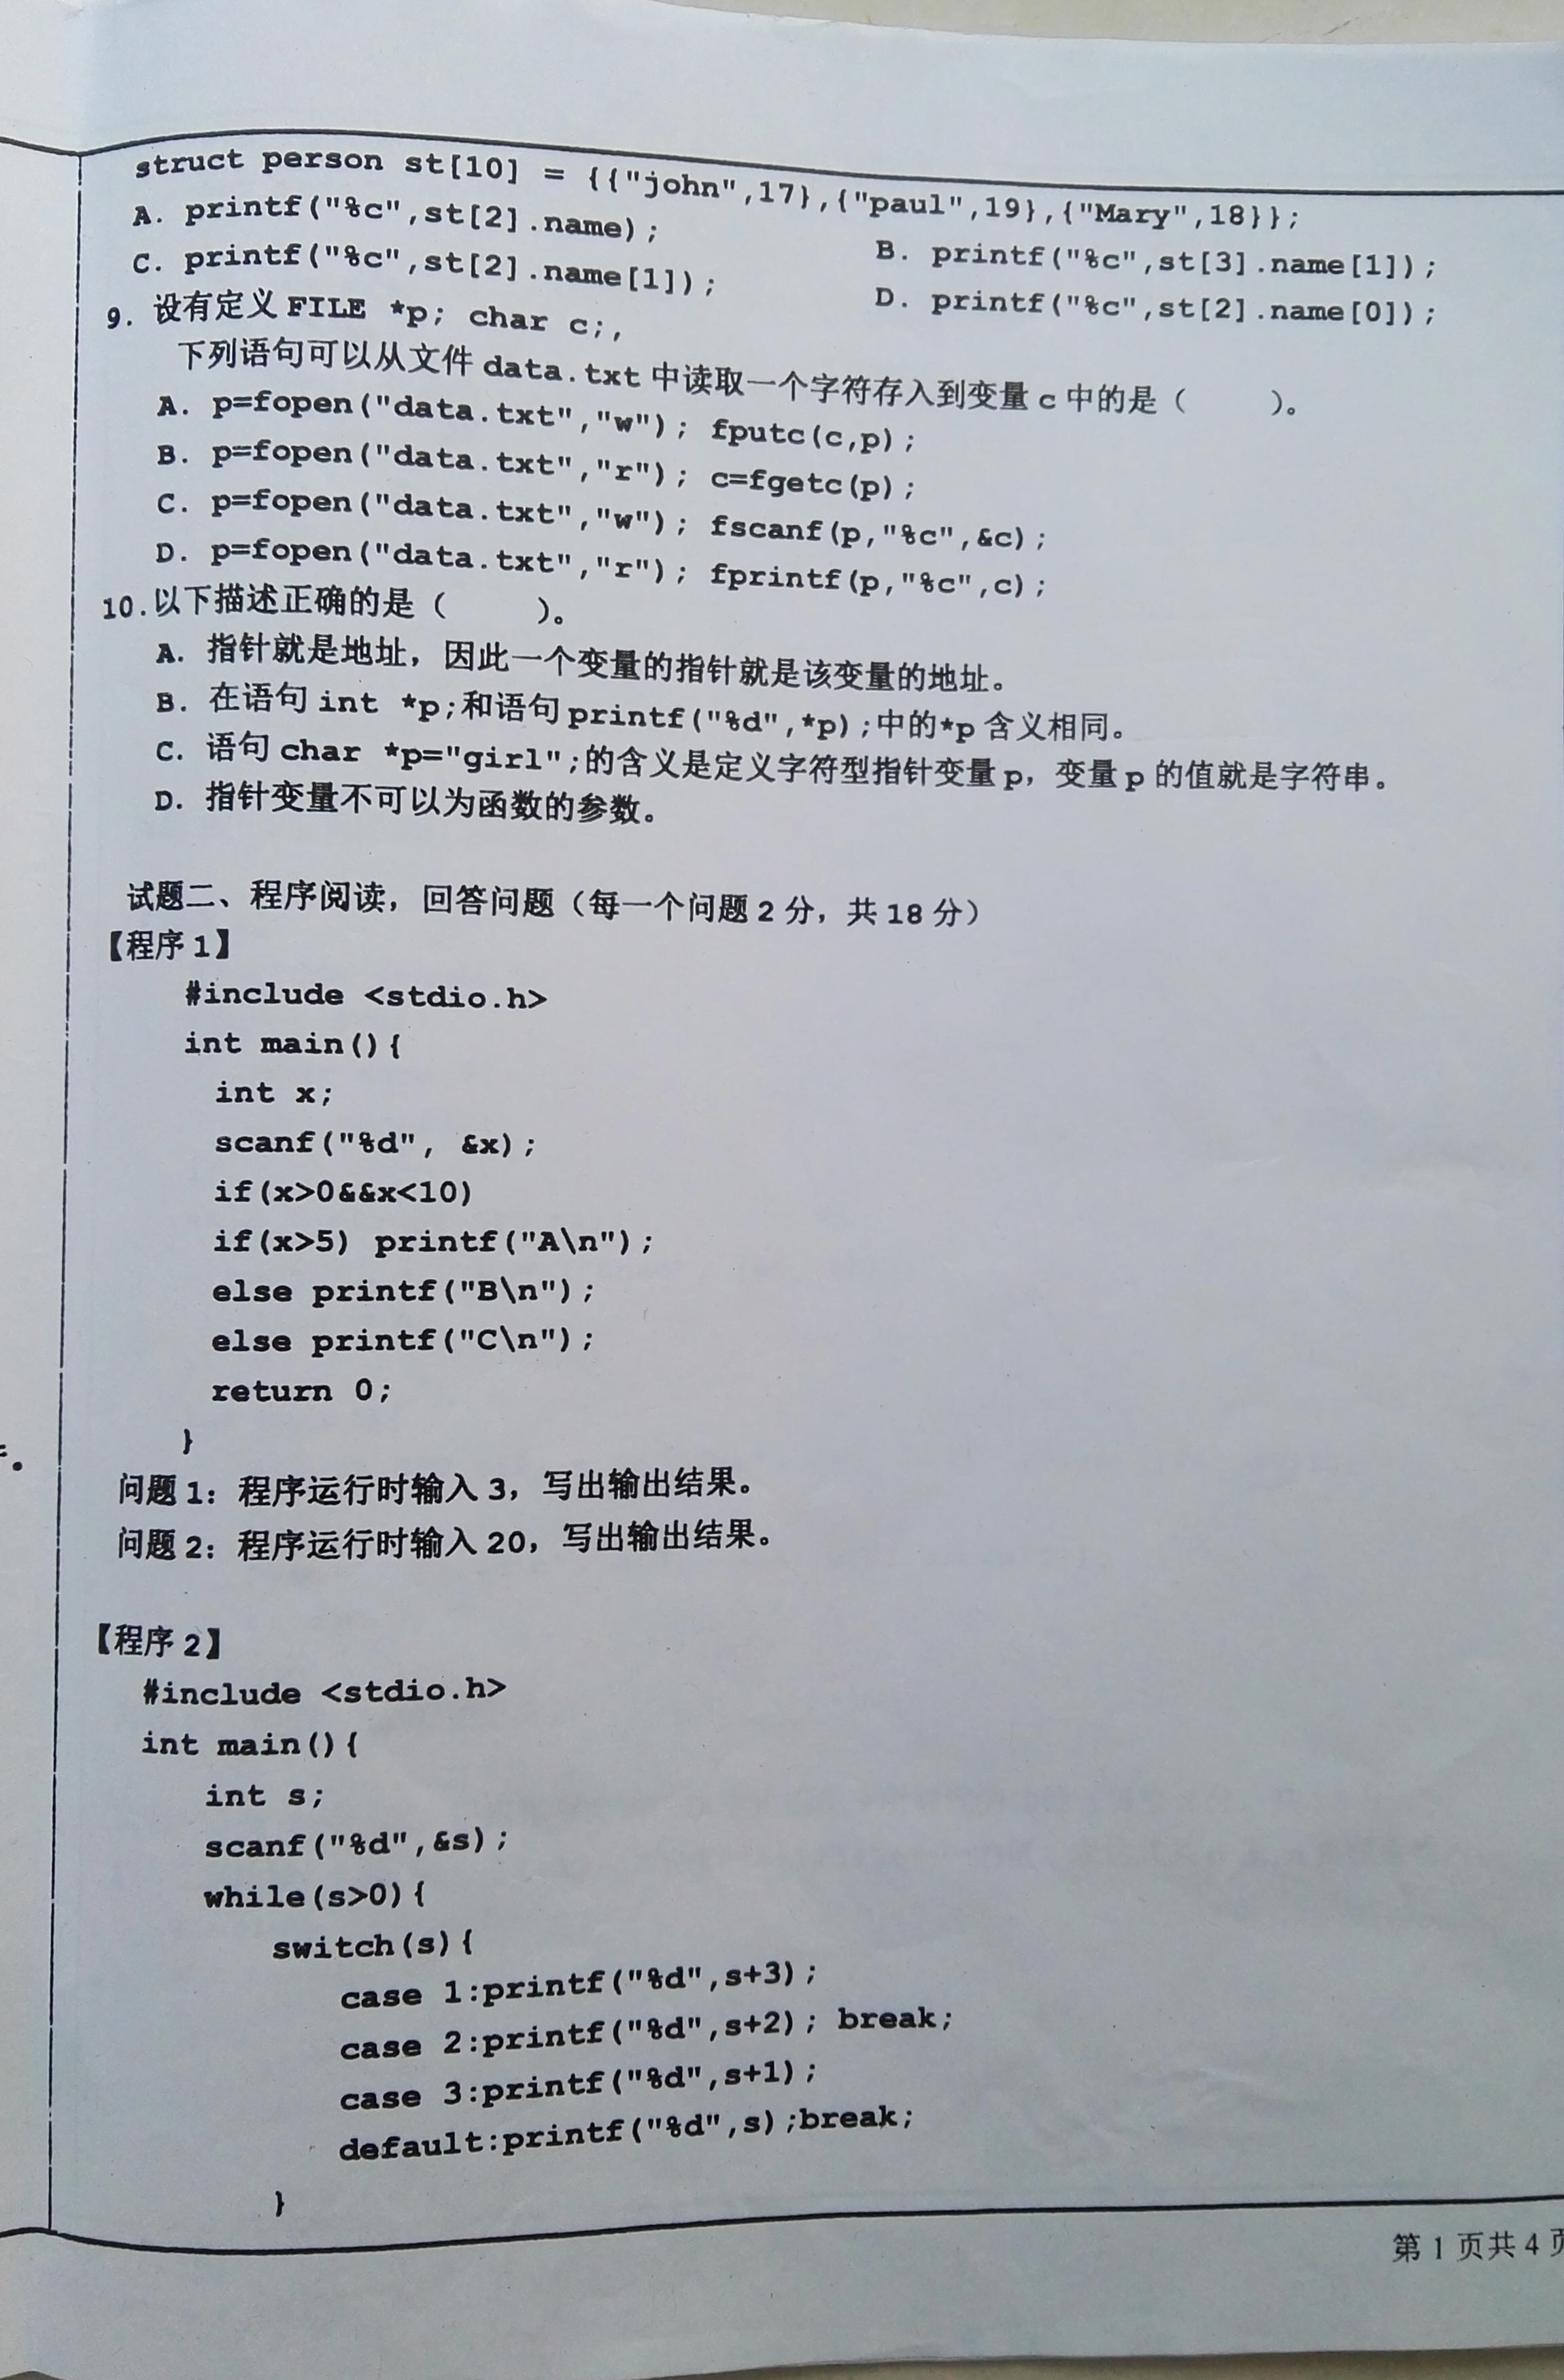 struct person st[10] = {{"john",17},{"paul",19},{"Mary",18}};
A. printf("%c",st[2].name);
B. printf("%c",st[3].name[1]);
C. printf("%c",st[2].name[1]);
D. printf("%c",st[2].name[0]);
9. 设有定义 FILE *p; char c;,
下列语句可以从文件 data.txt 中读取一个字符存入到变量 c 中的是（ ）。
A. p=fopen("data.txt","w"); fputc(c,p);
B. p=fopen("data.txt","r"); c=fgetc(p);
C. p=fopen("data.txt","w"); fscanf(p,"%c",&c);
D. p=fopen("data.txt","r"); fprintf(p,"%c",c);
10.以下描述正确的是（ ）。
A. 指针就是地址，因此一个变量的指针就是该变量的地址。
B. 在语句 int *p;和语句 printf("%d",*p);中的*p 含义相同。
C. 语句 char *p="girl";的含义是定义字符型指针变量 p，变量 p 的值就是字符串。
D. 指针变量不可以为函数的参数。
试题二、程序阅读，回答问题（每一个问题 2 分，共 18 分）
【程序 1】
#include <stdio.h>
int main(){
int x;
scanf("%d", &x);
if(x>0&&x<10)
if(x>5) printf("A\n");
else printf("B\n");
else printf("C\n");
return 0;
}
问题 1：程序运行时输入 3，写出输出结果。
问题 2：程序运行时输入 20，写出输出结果。
【程序 2】
#include <stdio.h>
int main(){
int s;
scanf("%d",&s);
while(s>0){
switch(s){
case 1:printf("%d",s+3);
case 2:printf("%d",s+2); break;
case 3:printf("%d",s+1);
default:printf("%d",s);break;
}
第 1 页共 4 页